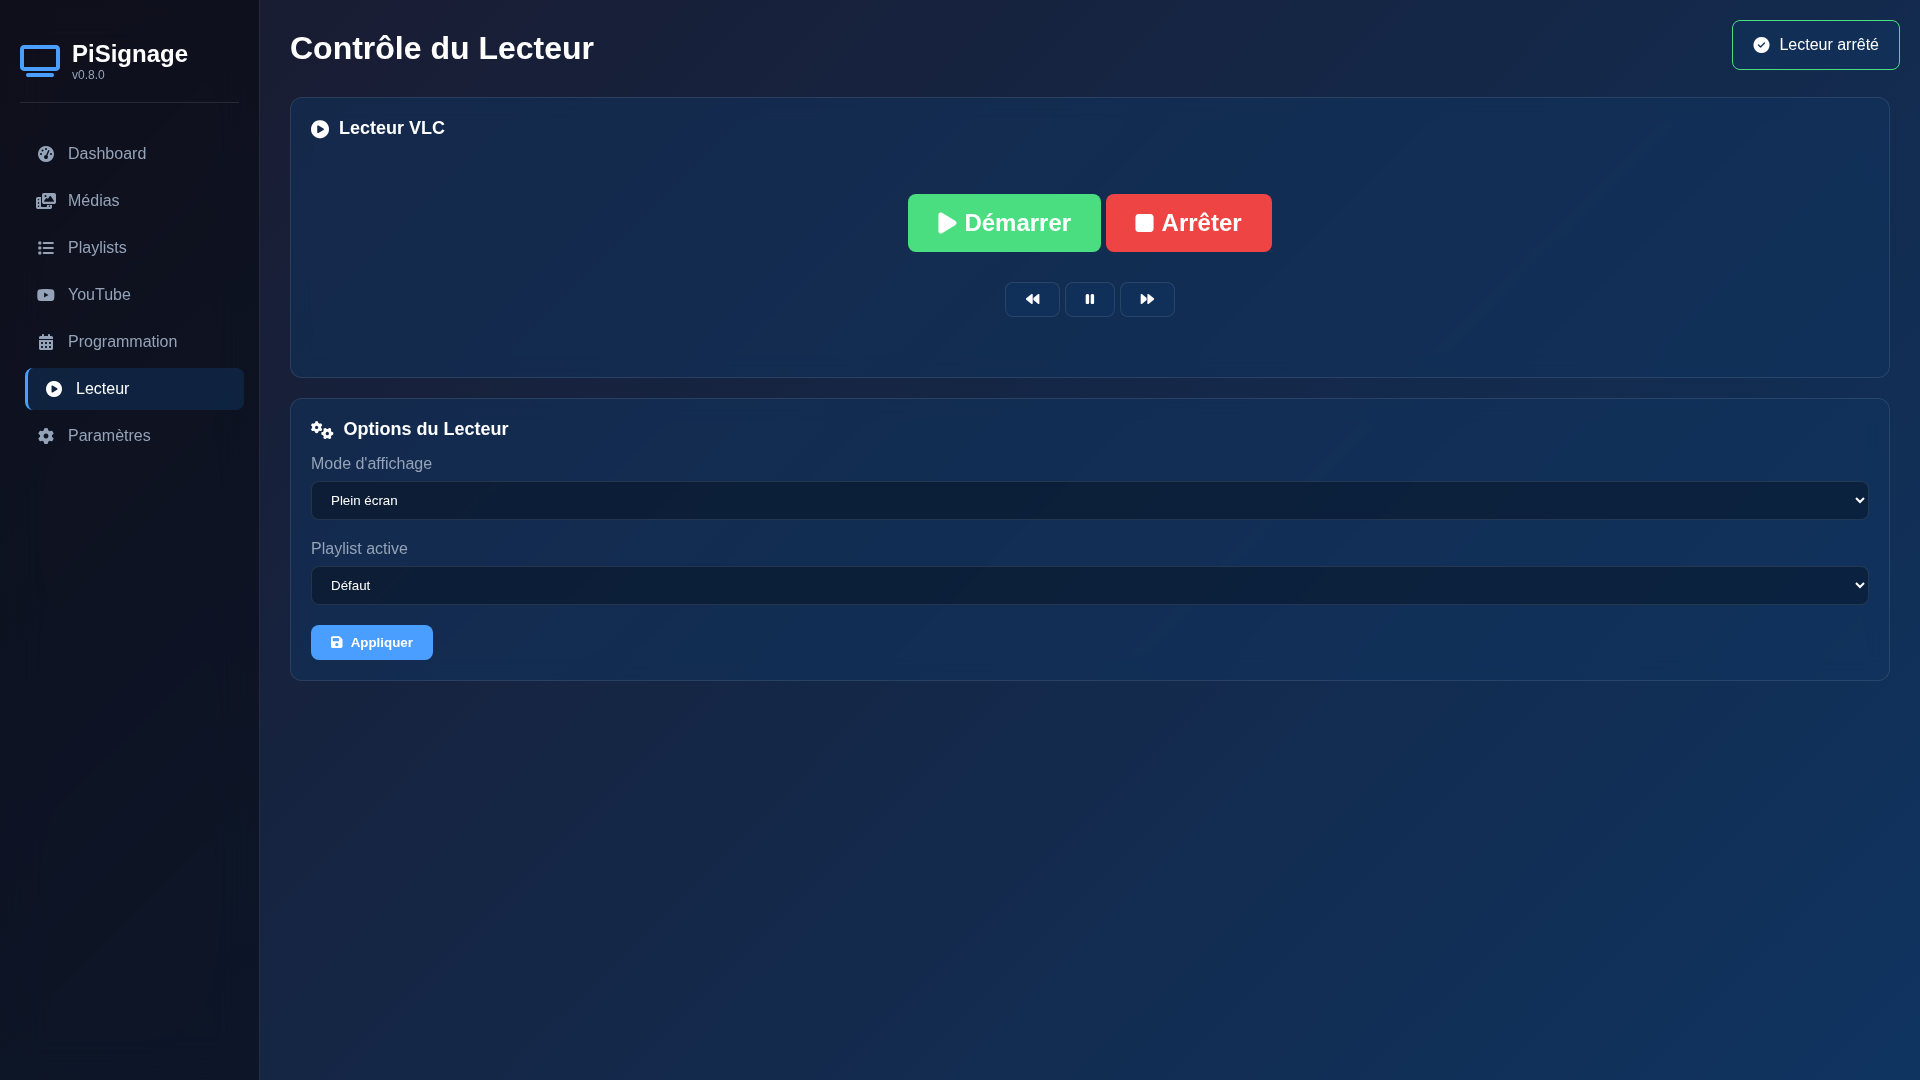 PiSignage
v0.8.0
Dashboard
Médias
Playlists
YouTube
Programmation
Lecteur
Paramètres
Contrôle du Lecteur
Lecteur arrêté
Lecteur VLC
Démarrer
Arrêter
Options du Lecteur
Mode d'affichage
Plein écran
Playlist active
Défaut
Appliquer